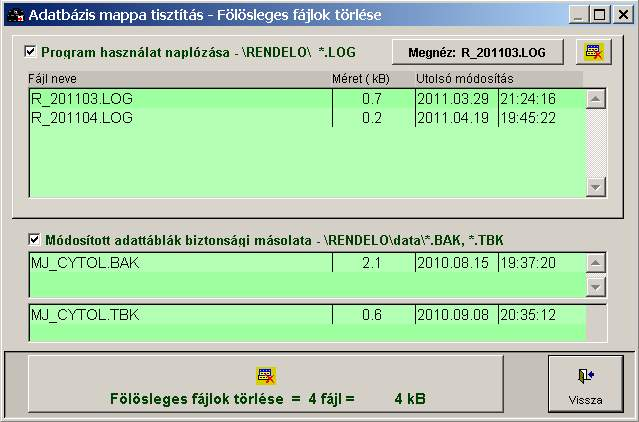 Adatbázis mappa tisztítás - Fölösleges fájlok törlése
Program használat naplózása - \RENDELO\ *.LOG Megnéz: R_201103.LOG
Fájl neve Méret ( kB) Utolsó módosítás
R_201103.LOG 0.7 2011.03.29 21:24:16
R_201104.LOG 0.2 2011.04.19 19:45:22
Módosított adattáblák biztonsági másolata - \RENDELO\data\*.BAK, *.TBK
MJ_CYTOL.BAK 2.1 2010.08.15 19:37:20
MJ_CYTOL.TBK 0.6 2010.09.08 20:35:12
Fölösleges fájlok törlése = 4 fájl = 4 kB
Vissza